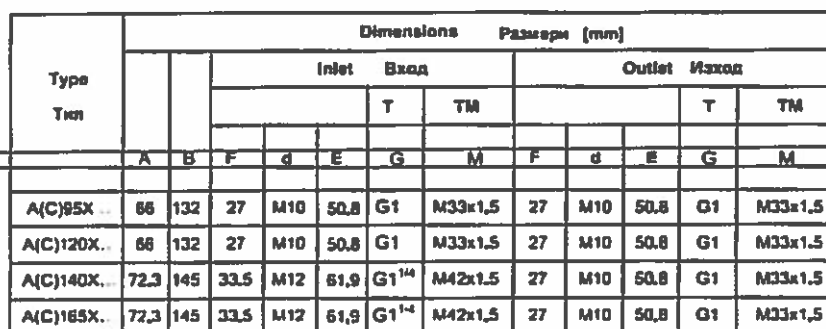 Dimensions Размери [mm]
Type
Тип
Inlet Вход Outlet Изход
T TM T TM
A B F d E G M F d E G M
A(C)95X.. 66 132 27 M10 50.8 G1 M33x1.5 27 M10 50.8 G1 M33x1.5
A(C)120X.. 66 132 27 M10 50.8 G1 M33x1.5 27 M10 50.8 G1 M33x1.5
A(C)140X.. 72.3 145 33.5 M12 61.9 G1¹/⁴ M42x1.5 27 M10 50.8 G1 M33x1.5
A(C)165X.. 72.3 145 33.5 M12 61.9 G1¹/⁴ M42x1.5 27 M10 50.8 G1 M33x1.5